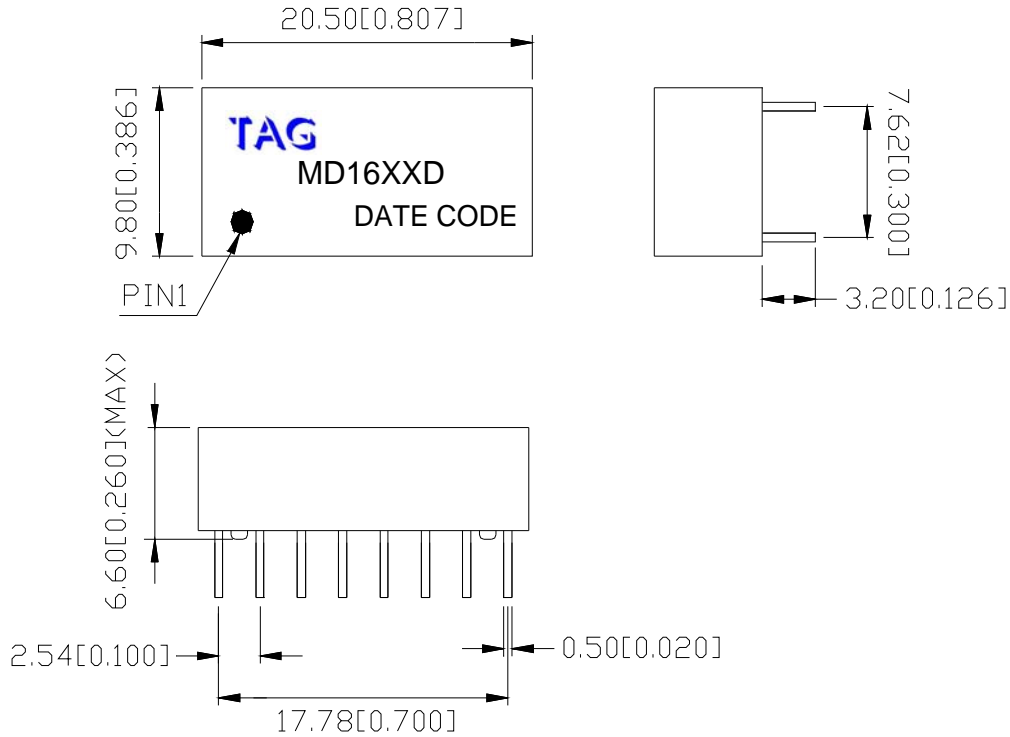 20.50[0.807]
9.80[0.386]
TAG
MD16XXD
DATE CODE
PIN1
7.62[0.300]
3.20[0.126]
6.60[0.260](MAX)
2.54[0.100]
0.50[0.020]
17.78[0.700]